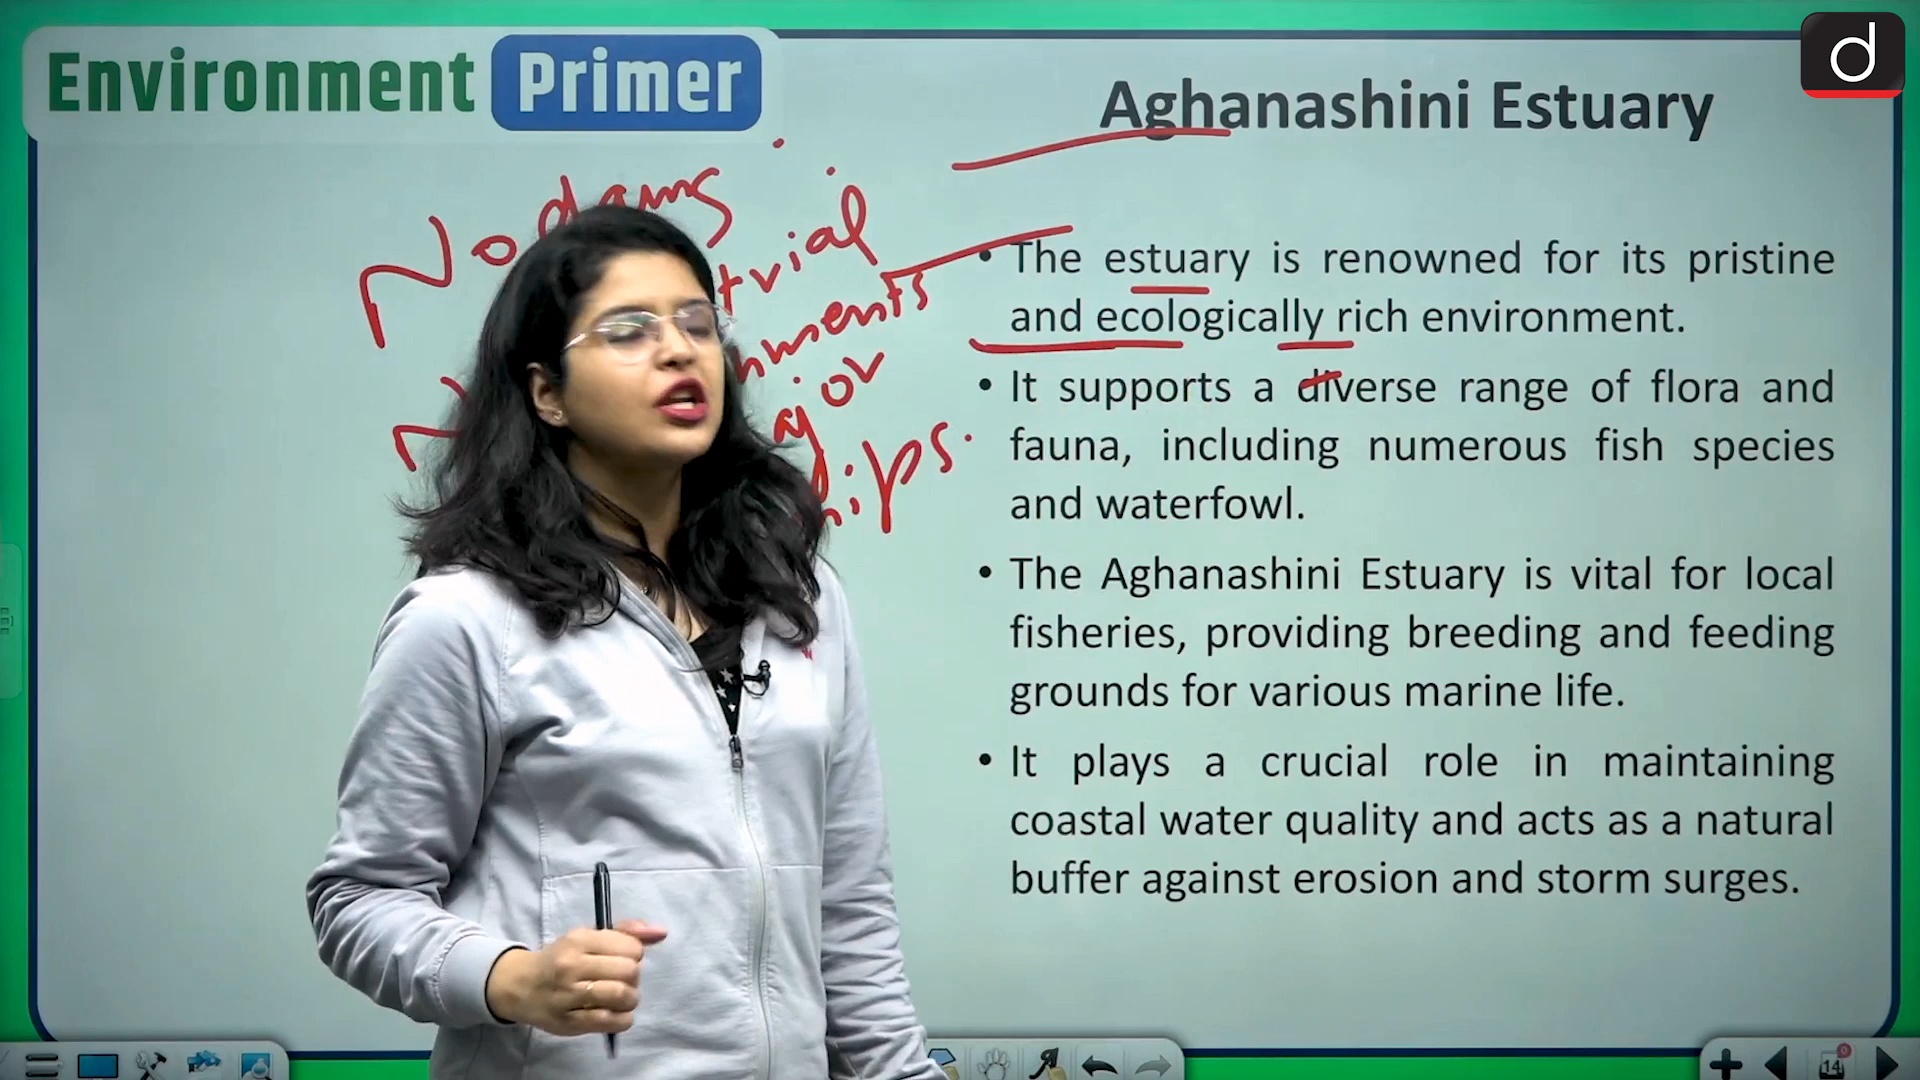 Environment Primer
d
Aghanashini Estuary
No dams
• The estuary is renowned for its pristine
and ecologically rich environment.
• It supports a diverse range of flora and
fauna, including numerous fish species
and waterfowl.
• The Aghanashini Estuary is vital for local
fisheries, providing breeding and feeding
grounds for various marine life.
• It plays a crucial role in maintaining
coastal water quality and acts as a natural
buffer against erosion and storm surges.
14